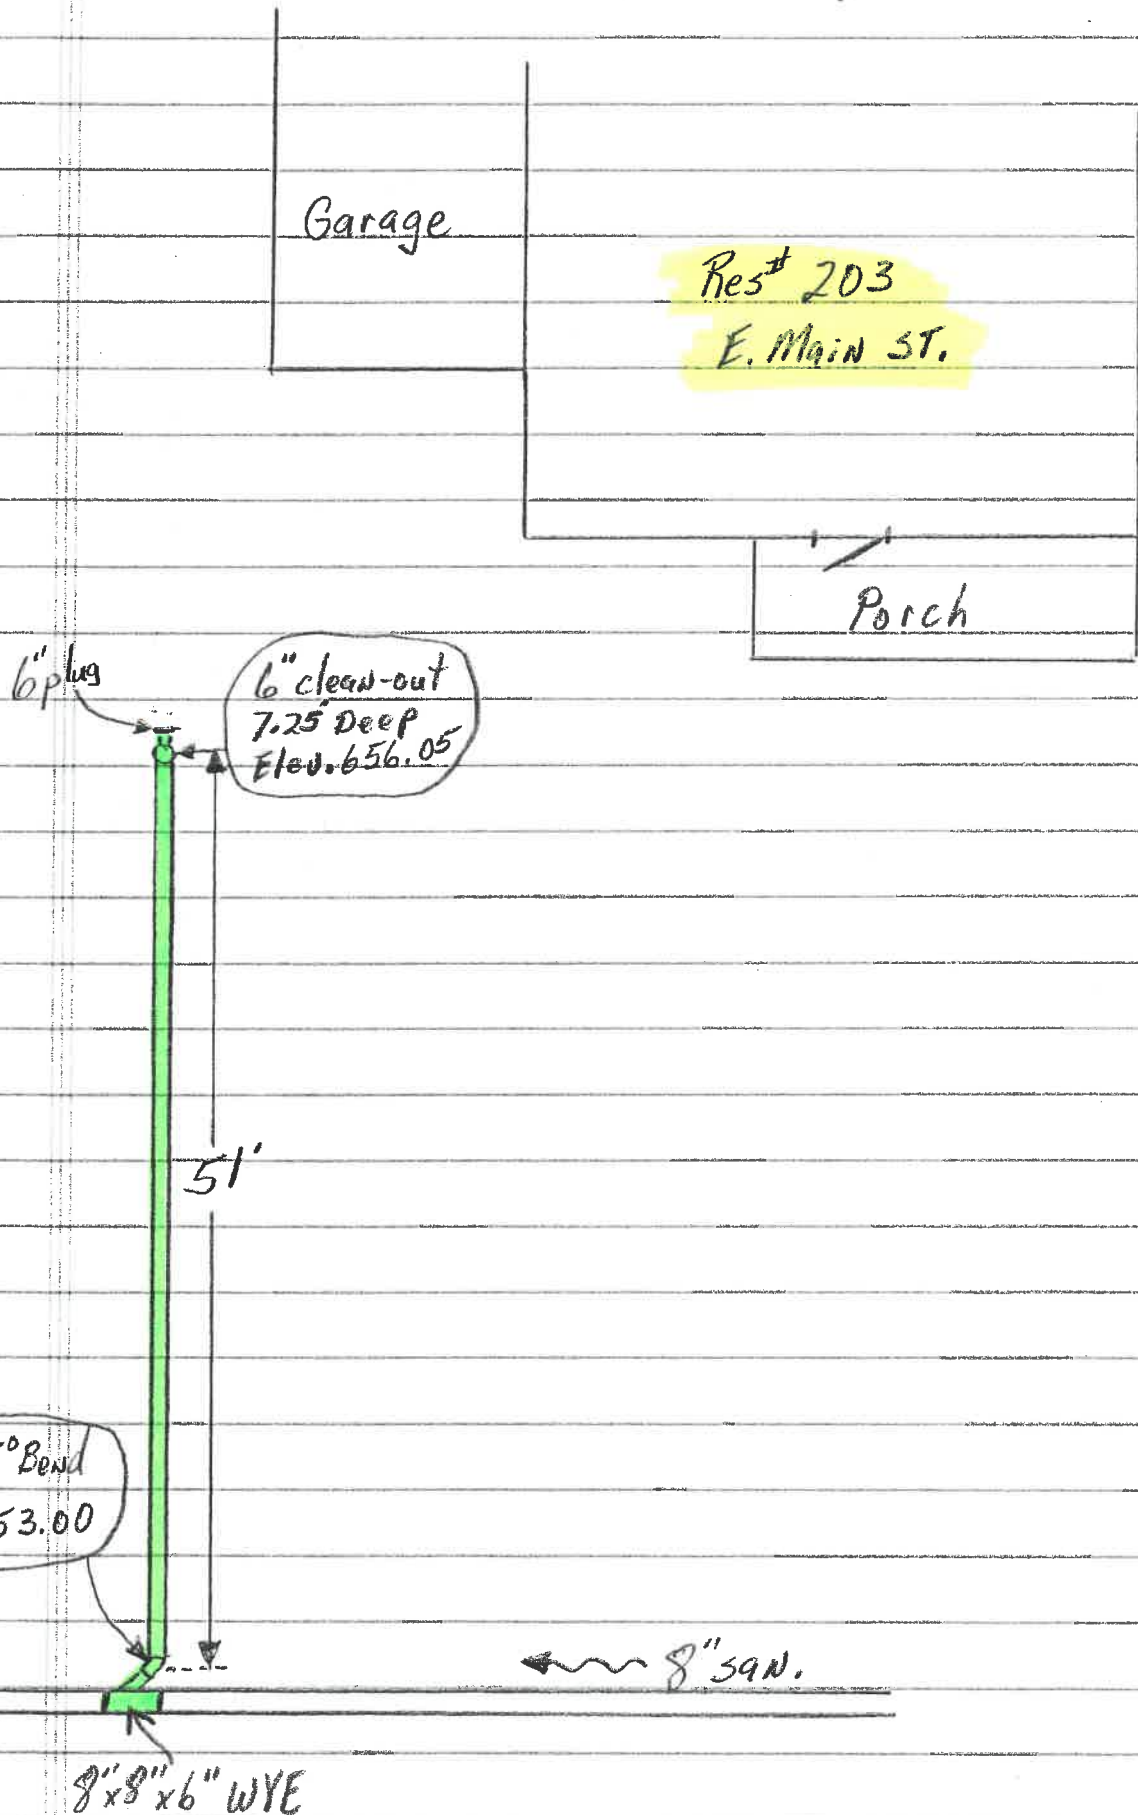 Garage
Res# 203
E. Main ST.
Porch
6" plug
6" clean-out
7.25' Deep
Elev. 656.05
51'
° Bend
53.00
8" SAN.
8"x8"x6" WYE